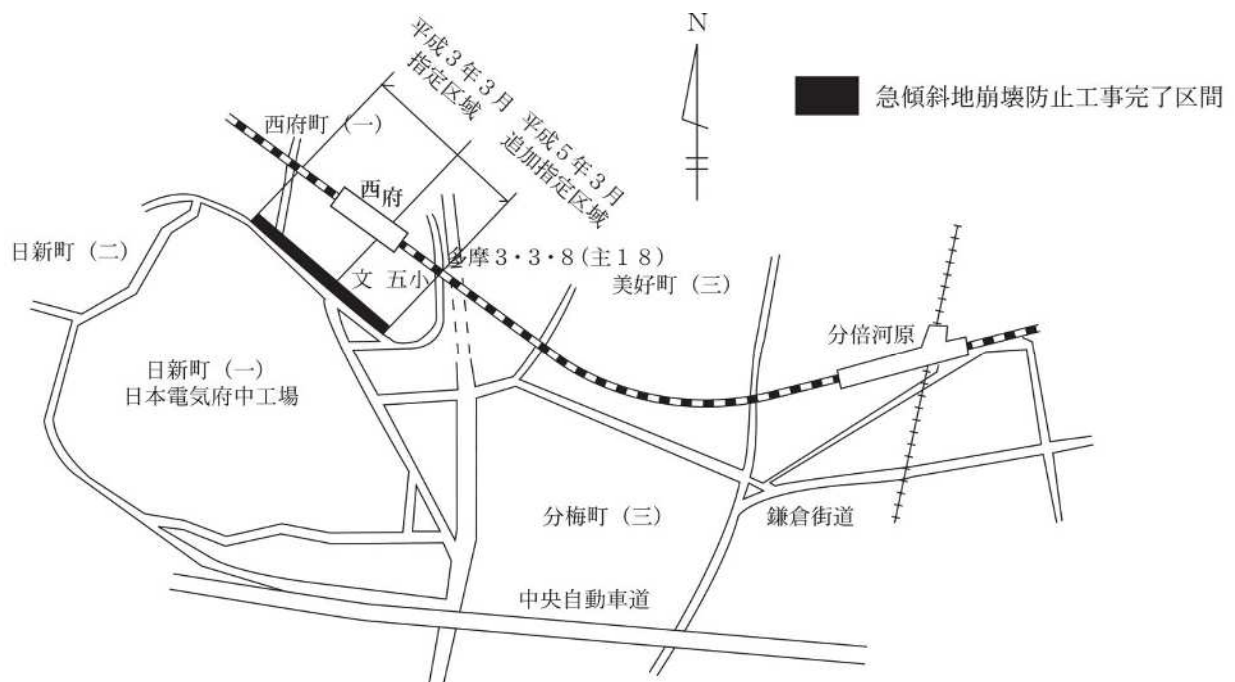 平成３年３月
指定区域
平成５年３月
追加指定区域
N
急傾斜地崩壊防止工事完了区間
西府町（一）
西府
日新町（二）
文 五小
摩３・３・８（主１８）
美好町（三）
分倍河原
日新町（一）
日本電気府中工場
分梅町（三）
鎌倉街道
中央自動車道